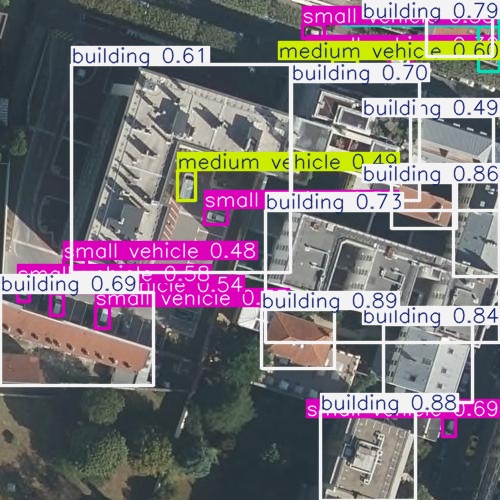 building 0.79
small
medium vehicle 0.60
building 0.61
building 0.70
building 0.49
medium vehicle 0.49
building 0.86
small
building 0.73
small vehicle 0.48
small vehicle 0.58
building 0.69
vehicle 0.54
small vehicle 0.
building 0.89
building 0.84
building 0.88
small vehicle 0.69